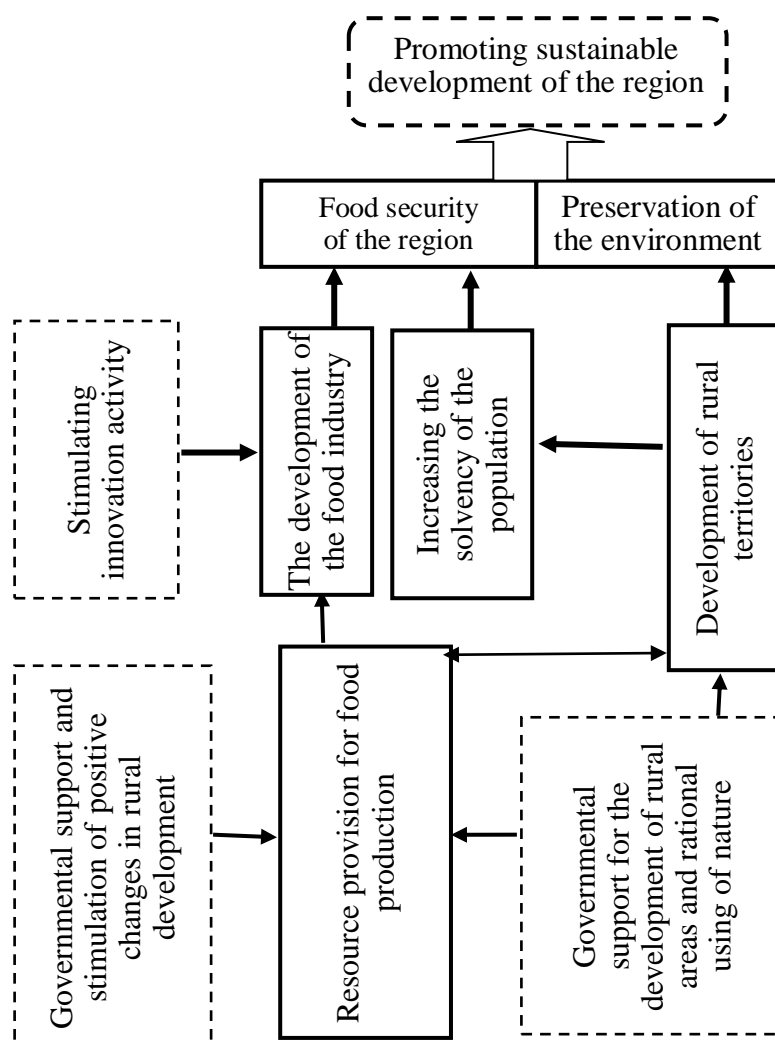 Promoting sustainable
development of the region
Food security
of the region
Preservation of
the environment
Stimulating
innovation activity
The development of
the food industry
Increasing the
solvency of the
population
Development of rural
territories
Governmental support and
stimulation of positive
changes in rural
development
Resource provision for food
production
Governmental
support for the
development of rural
areas and rational
using of nature